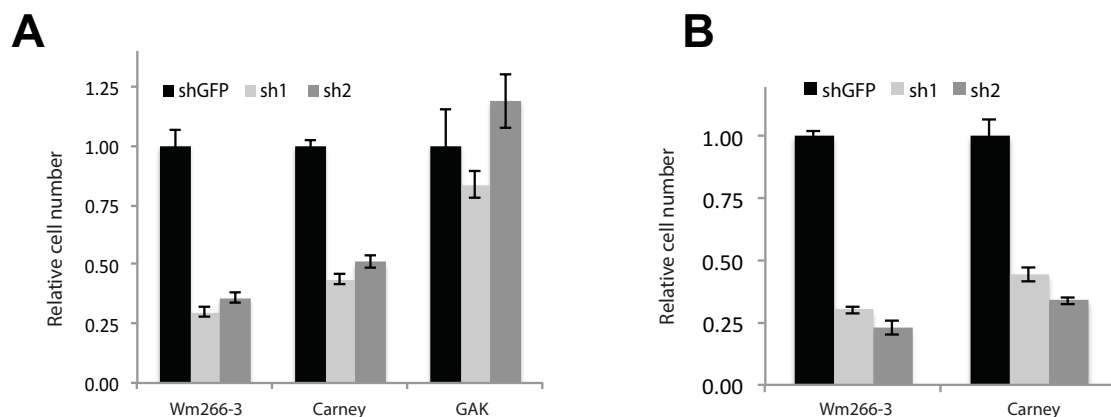 A
Relative cell number
1.25
1.00
0.75
0.50
0.25
0.00
shGFP sh1 sh2
Wm266-3 Carney GAK
B
Relative cell number
1.00
0.75
0.50
0.25
0.00
shGFP sh1 sh2
Wm266-3 Carney